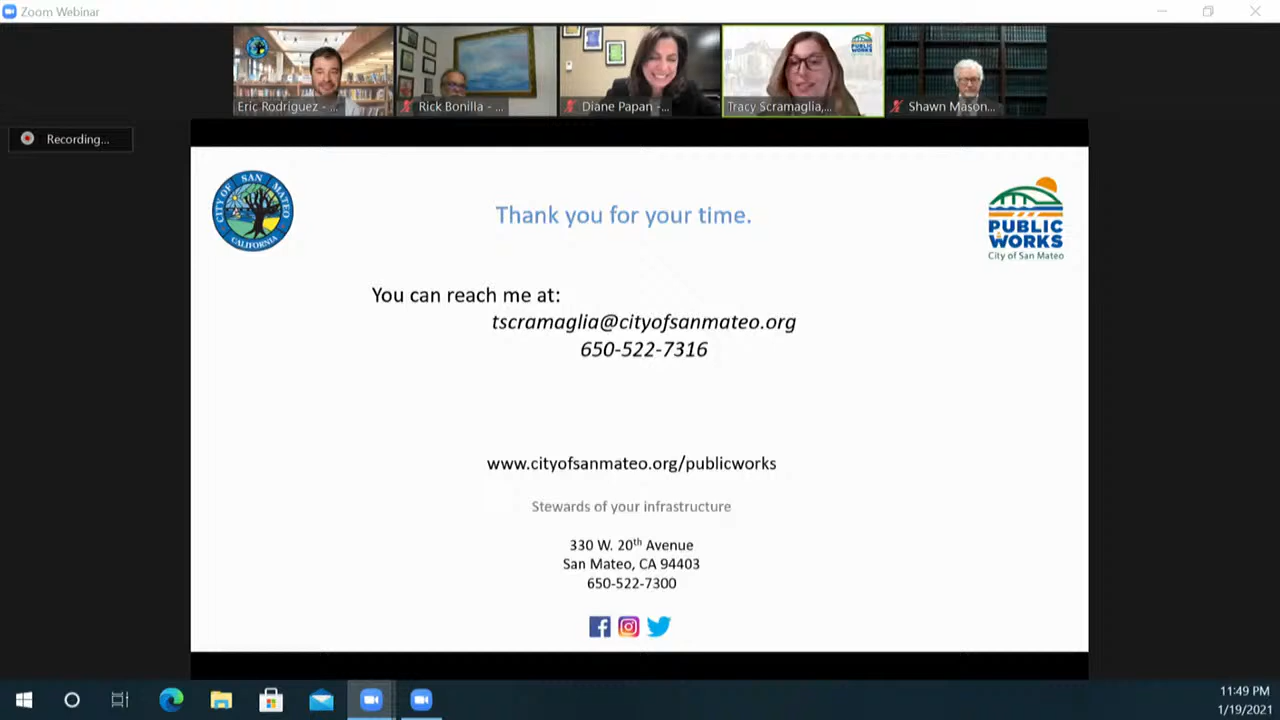 Zoom Webinar
Eric Rodriguez - ...
Rick Bonilla - ...
Diane Papan -...
Tracy Scramaglia,...
Shawn Mason...
Recording...
CITY OF SAN MATEO
CALIFORNIA
Thank you for your time.
PUBLIC
WORKS
City of San Mateo
You can reach me at:
tscramaglia@cityofsanmateo.org
650-522-7316
www.cityofsanmateo.org/publicworks
Stewards of your infrastructure
330 W. 20th Avenue
San Mateo, CA 94403
650-522-7300
11:49 PM
1/19/2021